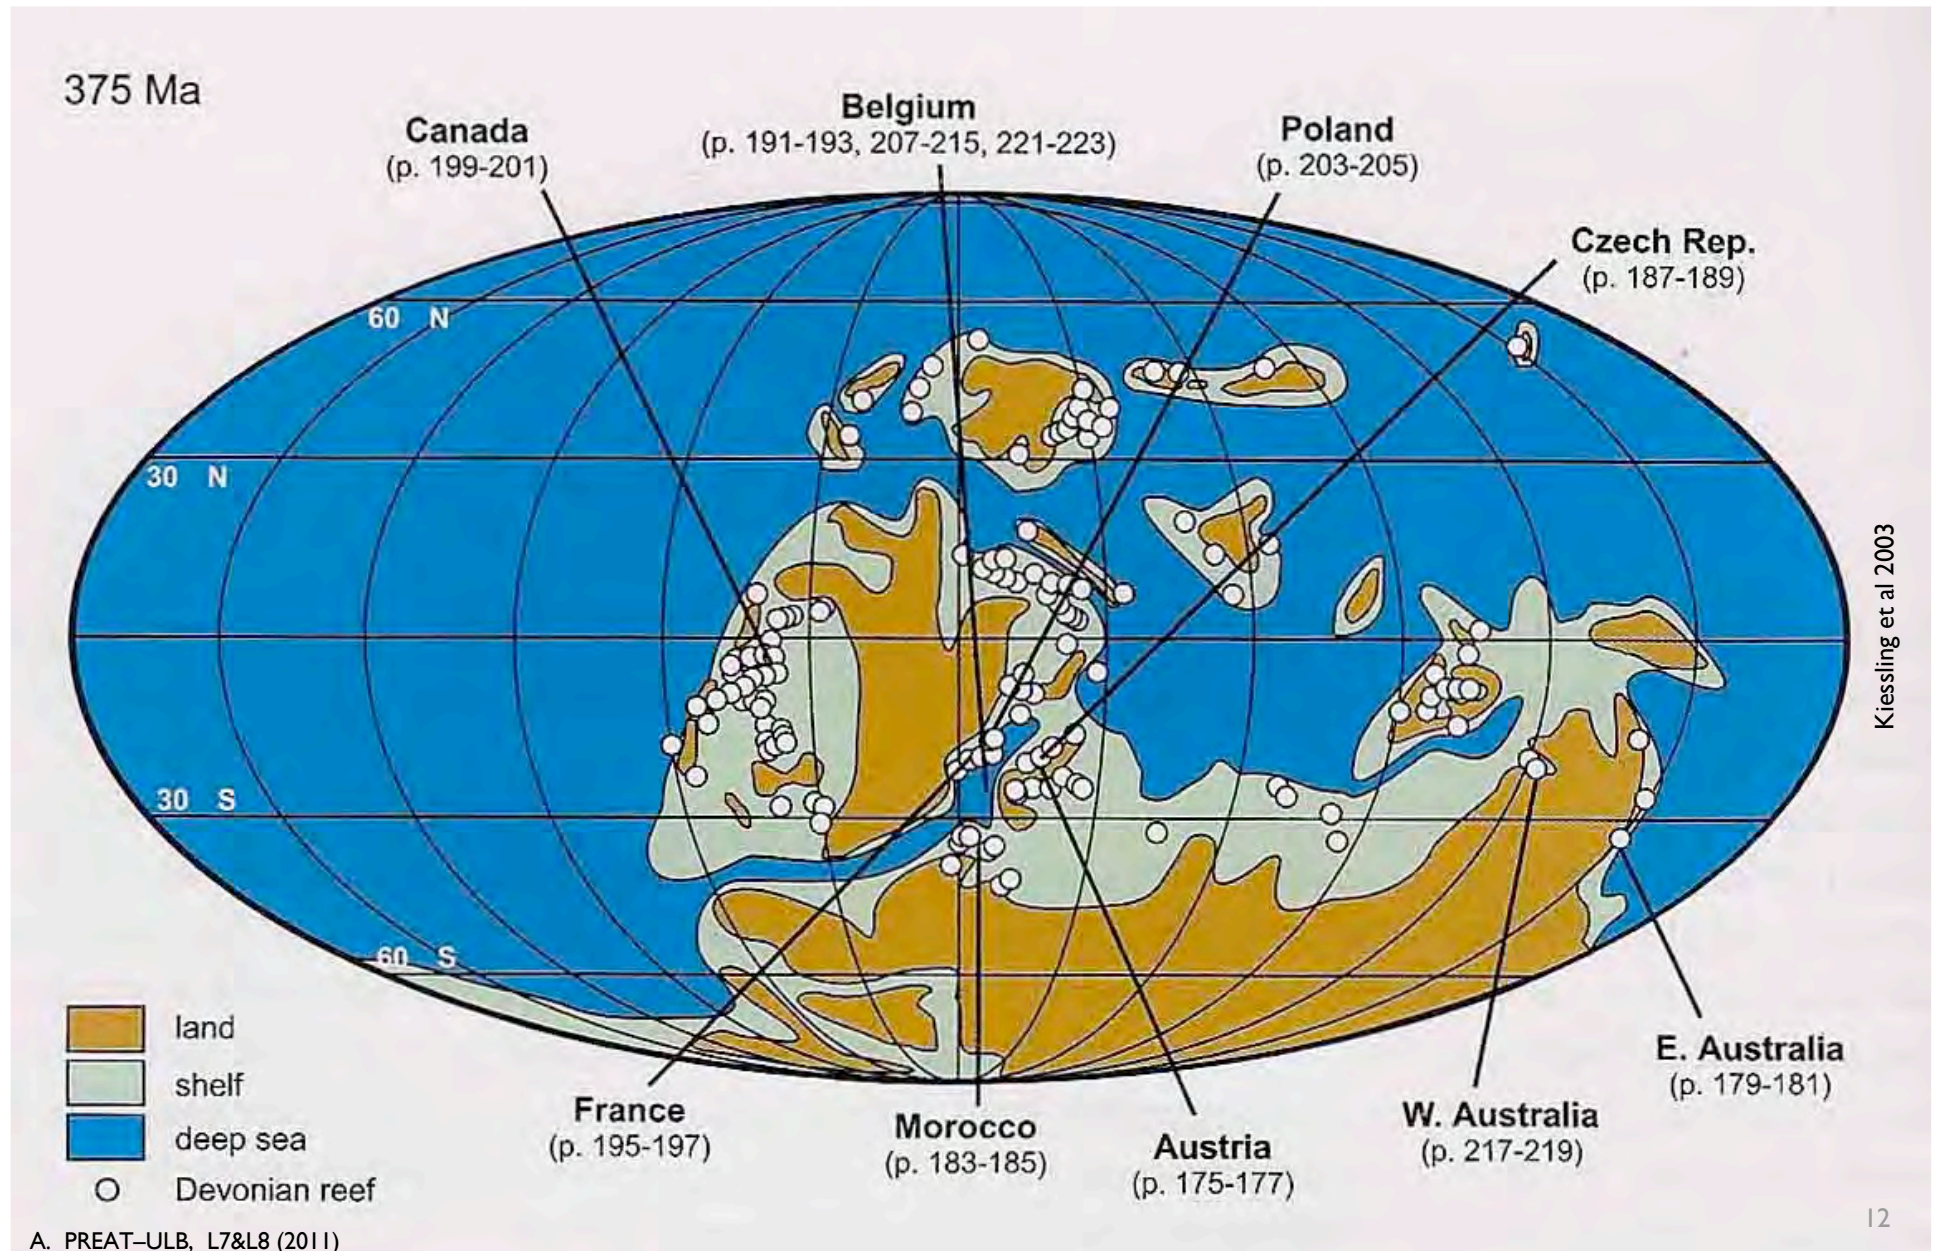 375 Ma
Canada
(p. 199-201)
Belgium
(p. 191-193, 207-215, 221-223)
Poland
(p. 203-205)
Czech Rep.
(p. 187-189)
60 N
30 N
30 S
60 S
Kiessling et al 2003
land
shelf
deep sea
Devonian reef
France
(p. 195-197)
Morocco
(p. 183-185)
Austria
(p. 175-177)
W. Australia
(p. 217-219)
E. Australia
(p. 179-181)
12
A. PREAT–ULB, L7&L8 (2011)